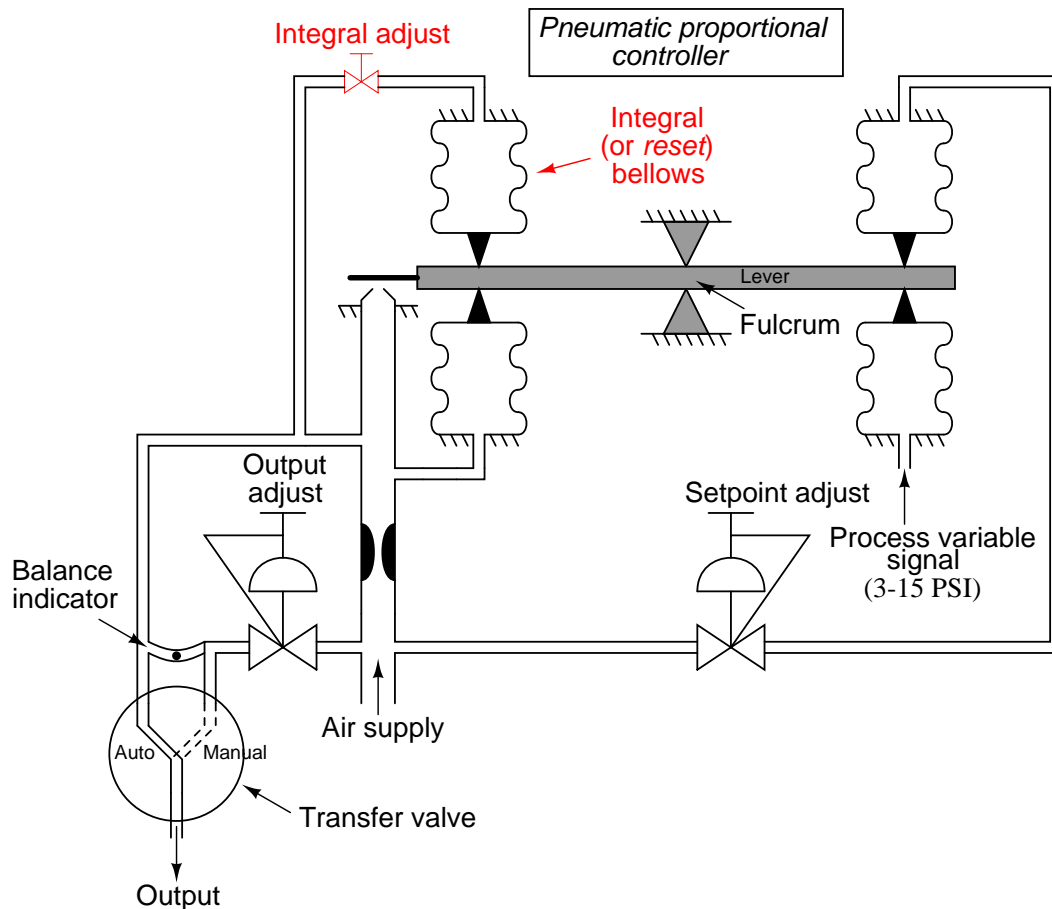 Integral adjust
Pneumatic proportional
controller
Integral
(or reset)
bellows
Lever
Fulcrum
Output
adjust
Setpoint adjust
Process variable
signal
(3-15 PSI)
Balance
indicator
Air supply
Auto
Manual
Transfer valve
Output